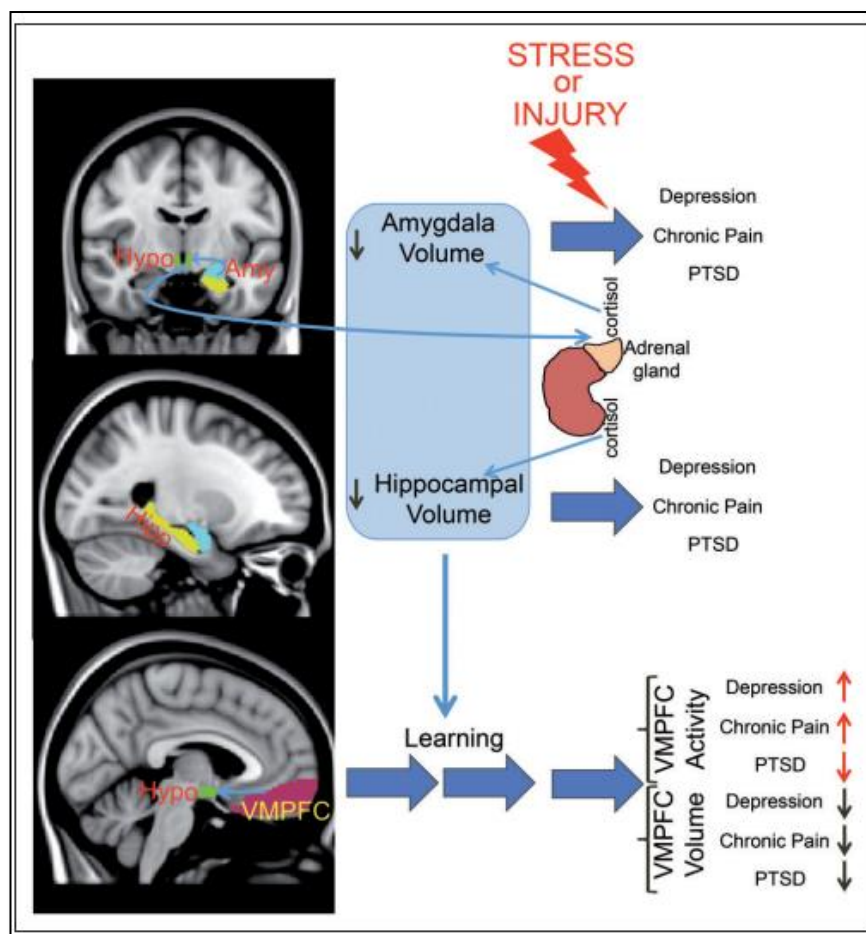 STRESS
or
INJURY
Hypo
Amy
Amygdala
Volume
Depression
Chronic Pain
PTSD
cortisol
Adrenal
gland
cortisol
Hipp
Hippocampal
Volume
Depression
Chronic Pain
PTSD
Hypo
VMPFC
Learning
VMPFC
Activity
Depression
Chronic Pain
PTSD
VMPFC
Volume
Depression
Chronic Pain
PTSD